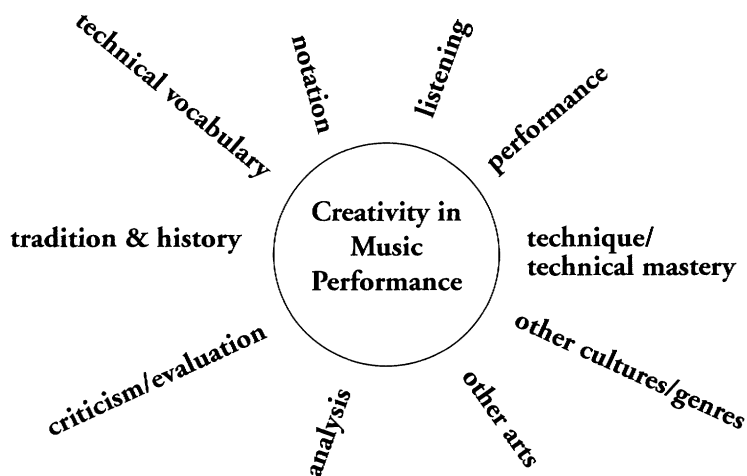 technical vocabulary
notation
listening
performance
Creativity in
Music
Performance
tradition & history
technique/
technical mastery
criticism/evaluation
analysis
other arts
other cultures/genres